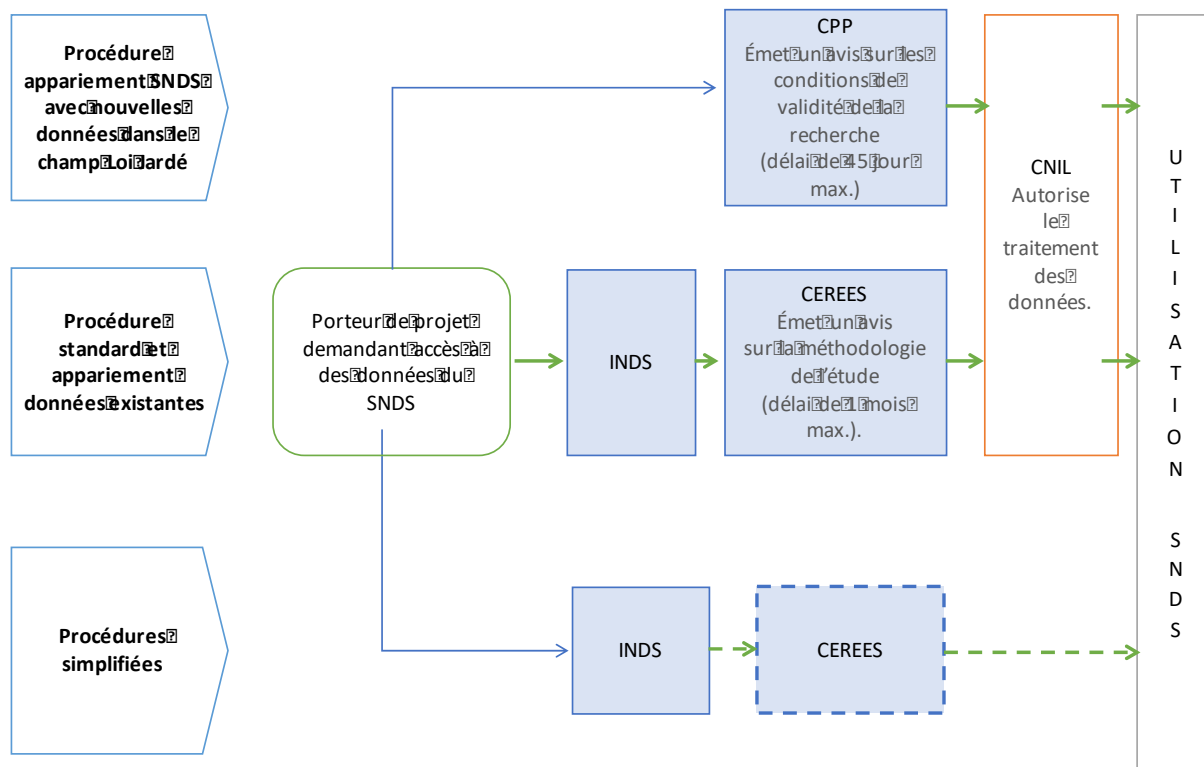 Procédure
appariement SNDS
avec nouvelles
données dans le
champ Loi Jardé
CPP
Émet un avis sur les
conditions de
validité de la
recherche
(délai de 45 jour
max.)
CNIL
Autorise
le
traitement
des
données.
UTILISATION SNDS
Procédure
standard et
appariement
données existantes
Porteur de projet
demandant accès à
des données du
SNDS
INDS
CEREES
Émet un avis
sur la méthodologie
de l'étude
(délai de 1 mois
max.).
Procédures
simplifiées
INDS
CEREES